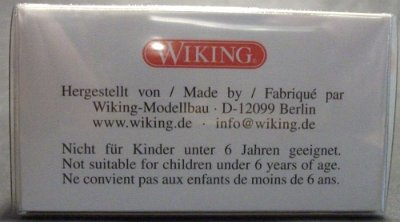 WIKING
Hergestellt von / Made by / Fabriqué par
Wiking-Modellbau · D-12099 Berlin
www.wiking.de · info@wiking.de
Nicht für Kinder unter 6 Jahren geeignet.
Not suitable for children under 6 years of age.
Ne convient pas aux enfants de moins de 6 ans.